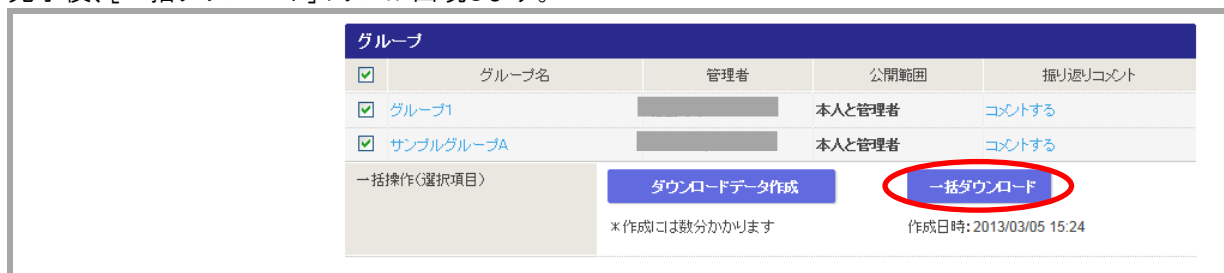 グループ
グループ名 管理者 公開範囲 振り返りコメント
グループ1 本人と管理者 コメントする
サンプルグループA 本人と管理者 コメントする
一括操作(選択項目) ダウンロードデータ作成 一括ダウンロード
*作成には数分かかります 作成日時:2013/03/05 15:24